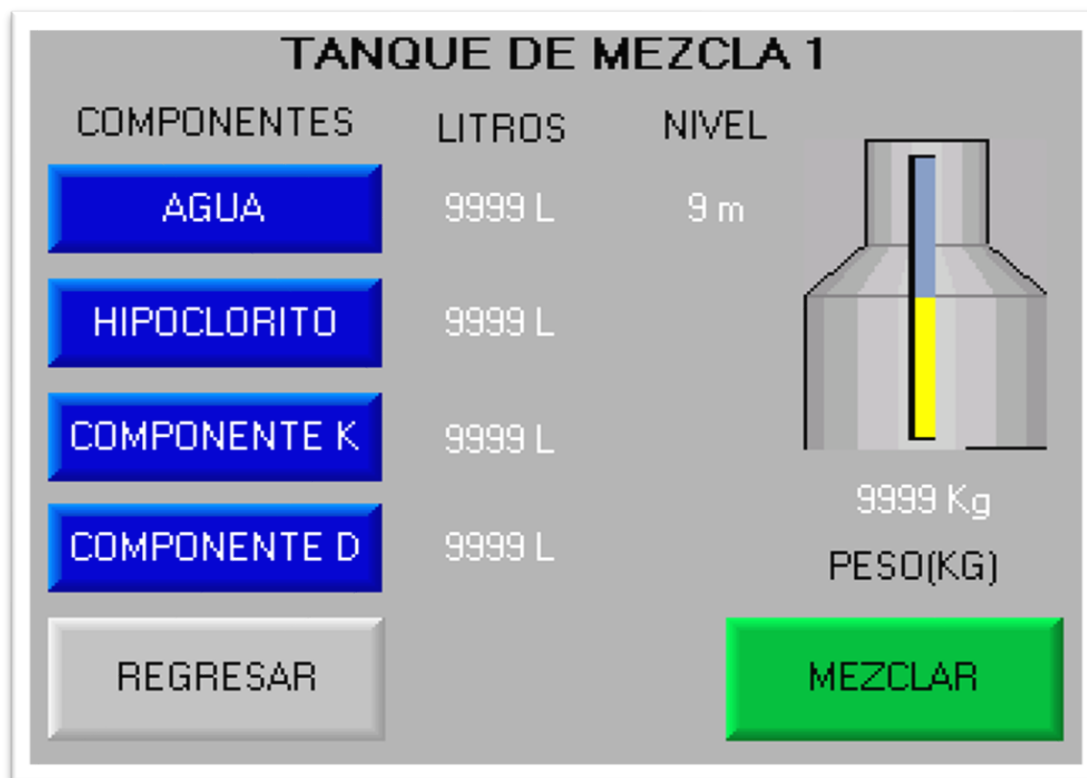 TANQUE DE MEZCLA 1
COMPONENTES LITROS NIVEL
AGUA 9999 L 9 m
HIPOCLORITO 9999 L
COMPONENTE K 9999 L
9999 Kg
COMPONENTE D 9999 L
PESO(KG)
REGRESAR MEZCLAR